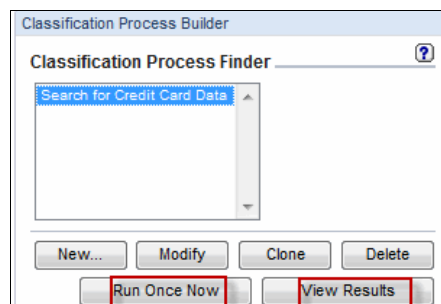 Classification Process Builder
Classification Process Finder ?
Search for Credit Card Data
New... Modify Clone Delete
Run Once Now View Results